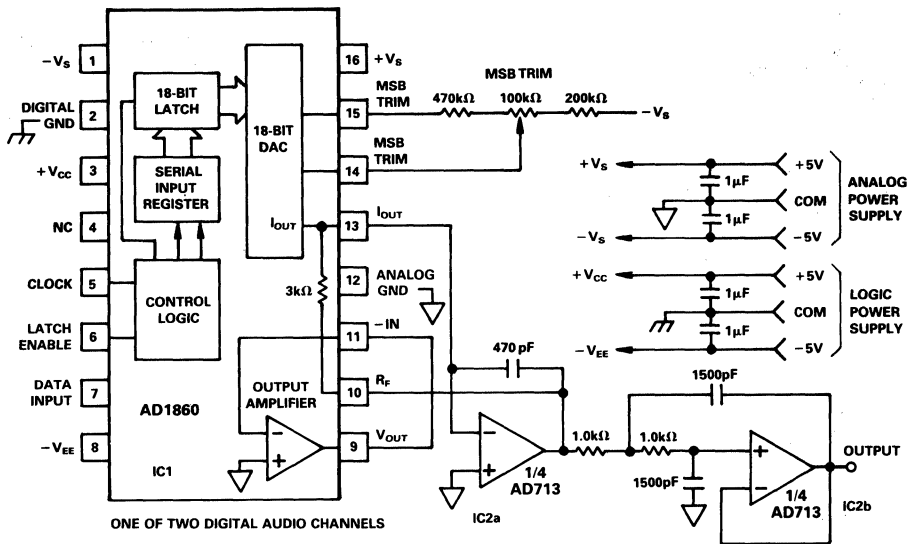 −VS
1
DIGITAL GND
2
+VCC
3
NC
4
CLOCK
5
LATCH ENABLE
6
DATA INPUT
7
−VEE
8
18-BIT LATCH
SERIAL INPUT REGISTER
CONTROL LOGIC
18-BIT DAC
IOUT
3kΩ
OUTPUT AMPLIFIER
−
+
AD1860
IC1
16
+VS
15
MSB TRIM
14
MSB TRIM
13
IOUT
12
ANALOG GND
11
−IN
10
RF
9
VOUT
MSB TRIM
470kΩ
100kΩ
200kΩ
−VS
+VS
+5V
1µF
COM
1µF
−VS
−5V
ANALOG POWER SUPPLY
+VCC
+5V
1µF
COM
1µF
−VEE
−5V
LOGIC POWER SUPPLY
470 pF
−
+
1/4 AD713
IC2a
1.0kΩ
1.0kΩ
1500pF
1500pF
+
−
1/4 AD713
IC2b
OUTPUT
ONE OF TWO DIGITAL AUDIO CHANNELS